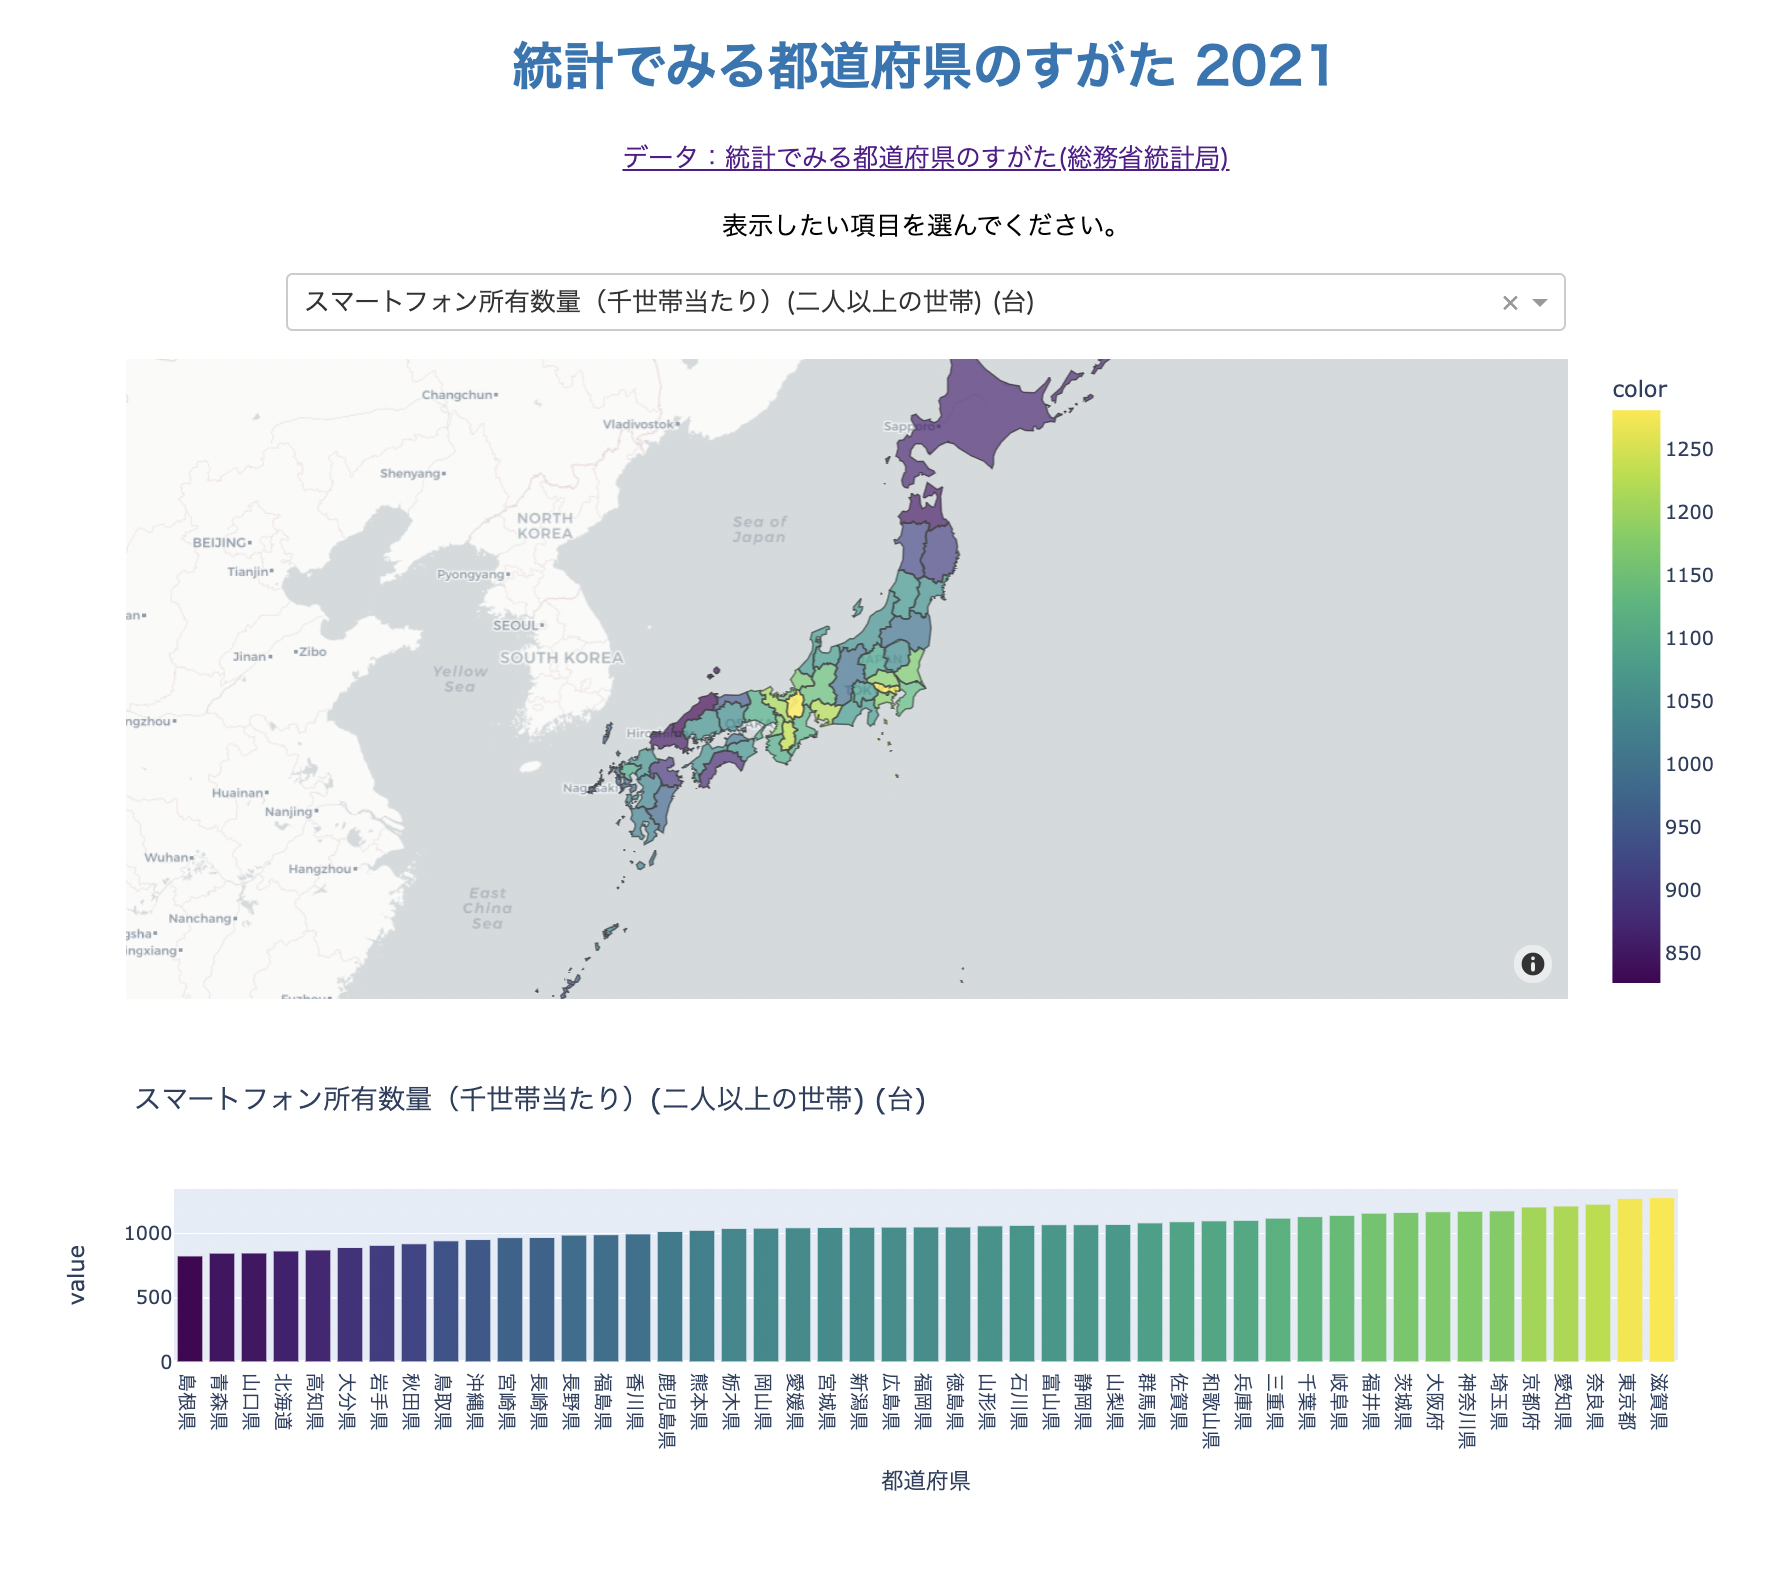 統計でみる都道府県のすがた 2021
データ：統計でみる都道府県のすがた(総務省統計局)
表示したい項目を選んでください。
スマートフォン所有数量（千世帯当たり）(二人以上の世帯) (台)
Changchun
Vladivostok
Sapporo
Shenyang
NORTH
KOREA
Sea of
Japan
BEIJING
Tianjin
Pyongyang
an
SEOUL
Jinan
Zibo
SOUTH KOREA
JAPAN
Yellow
Sea
TOK
ngzhou
OSAKA
Hiroshima
Nagasaki
Huainan
Nanjing
Wuhan
Hangzhou
East
China
Sea
Nanchang
gsha
ingxiang
Fuzhou
color
1250
1200
1150
1100
1050
1000
950
900
850
スマートフォン所有数量（千世帯当たり）(二人以上の世帯) (台)
value
1000
500
0
島根県
青森県
山口県
北海道
高知県
大分県
岩手県
秋田県
鳥取県
沖縄県
宮崎県
長崎県
長野県
福島県
香川県
鹿児島県
熊本県
栃木県
岡山県
愛媛県
宮城県
新潟県
広島県
福岡県
徳島県
山形県
石川県
富山県
静岡県
山梨県
群馬県
佐賀県
和歌山県
兵庫県
三重県
千葉県
岐阜県
福井県
茨城県
大阪府
神奈川県
埼玉県
京都府
愛知県
奈良県
東京都
滋賀県
都道府県